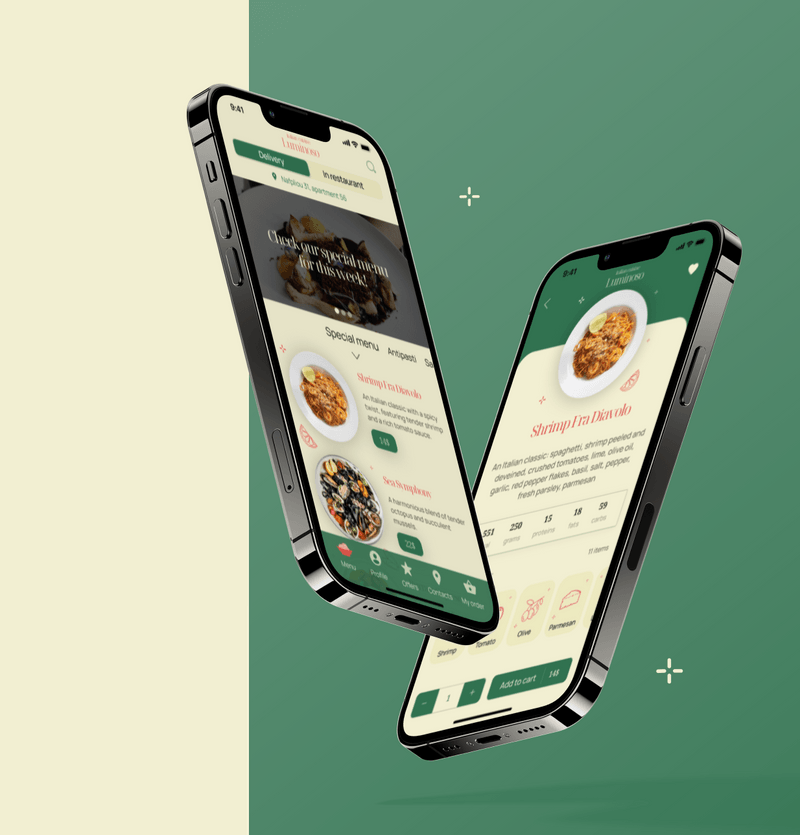 9:41
Luminoso
Delivery
In restaurant
Nafpliou 31, apartment 56
Check our special menu
for this week!
Special menu
Antipasti
Shrimp Fra Diavolo
An Italian classic with a spicy
twist, featuring tender shrimp
and a rich tomato sauce.
14$
Sea Symphony
A harmonious blend of tender
octopus and succulent
mussels.
22$
Menu
Profile
Offers
Contacts
My order
9:41
Luminoso
Shrimp Fra Diavolo
An Italian classic: spaghetti, shrimp peeled and
deveined, crushed tomatoes, lime, olive oil,
garlic, red pepper flakes, basil, salt, pepper,
fresh parsley, parmesan
551 250 15 18 59
grams proteins fats carbs
11 items
Shrimp
Tomato
Olive
Parmesan
- 1 +
Add to cart 14$